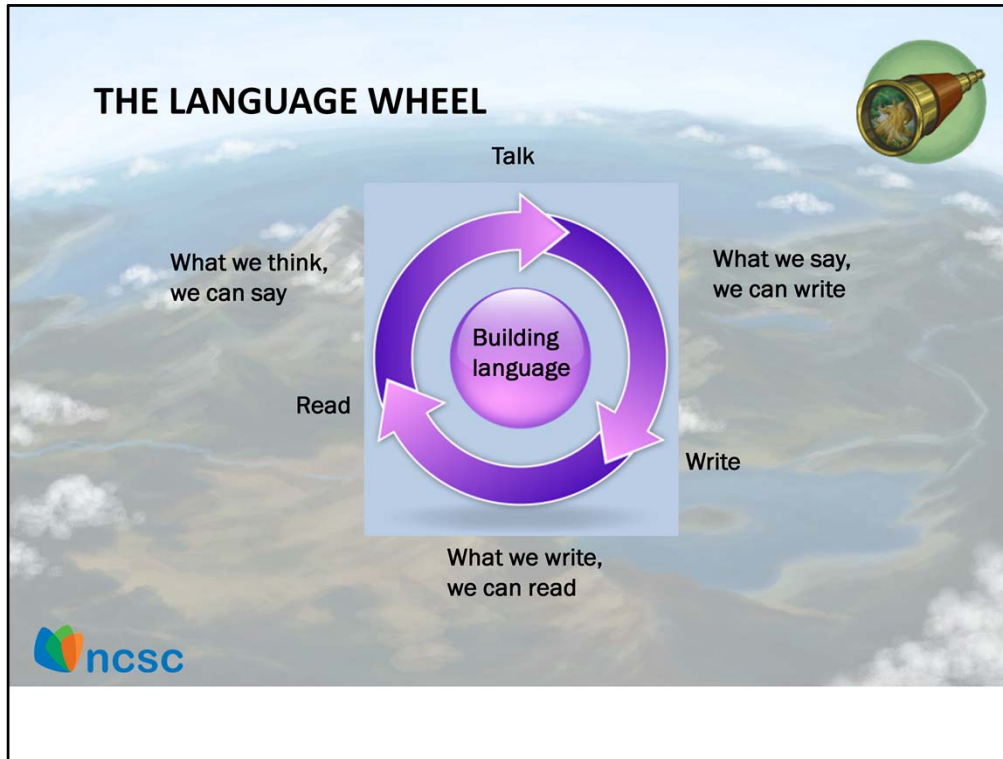 THE LANGUAGE WHEEL
Talk
What we think,
we can say
What we say,
we can write
Building
language
Read
Write
What we write,
we can read
ncsc